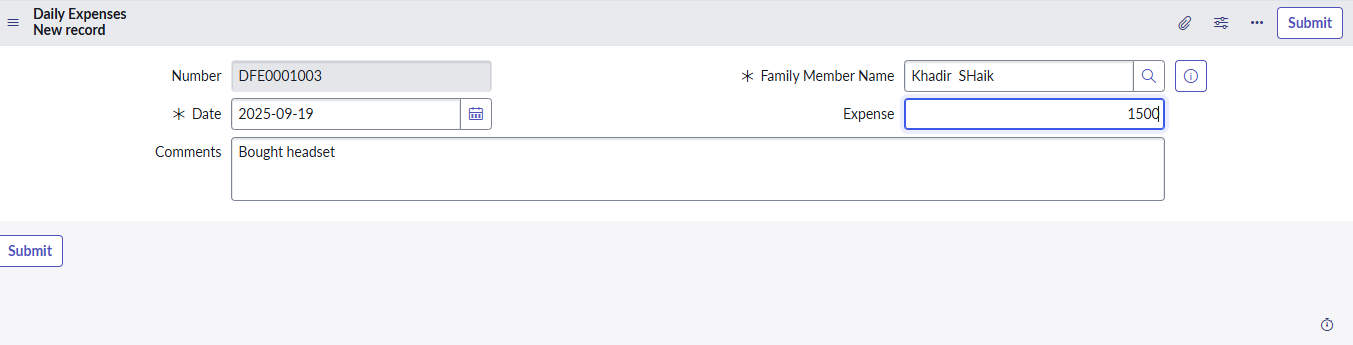 Daily Expenses
New record
Submit
Number DFE0001003
* Family Member Name Khadir SHaik
* Date 2025-09-19
Expense 1500
Comments Bought headset
Submit